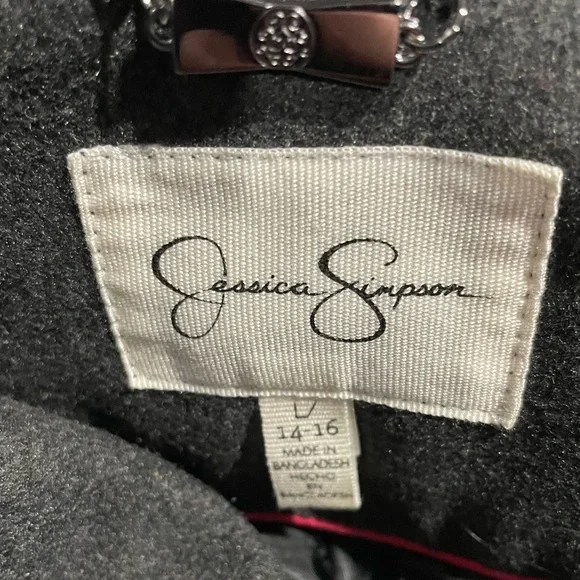 Jessica Simpson
L/
14-16
MADE IN
BANGLADESH
HECHO
EN
BANGLADESH